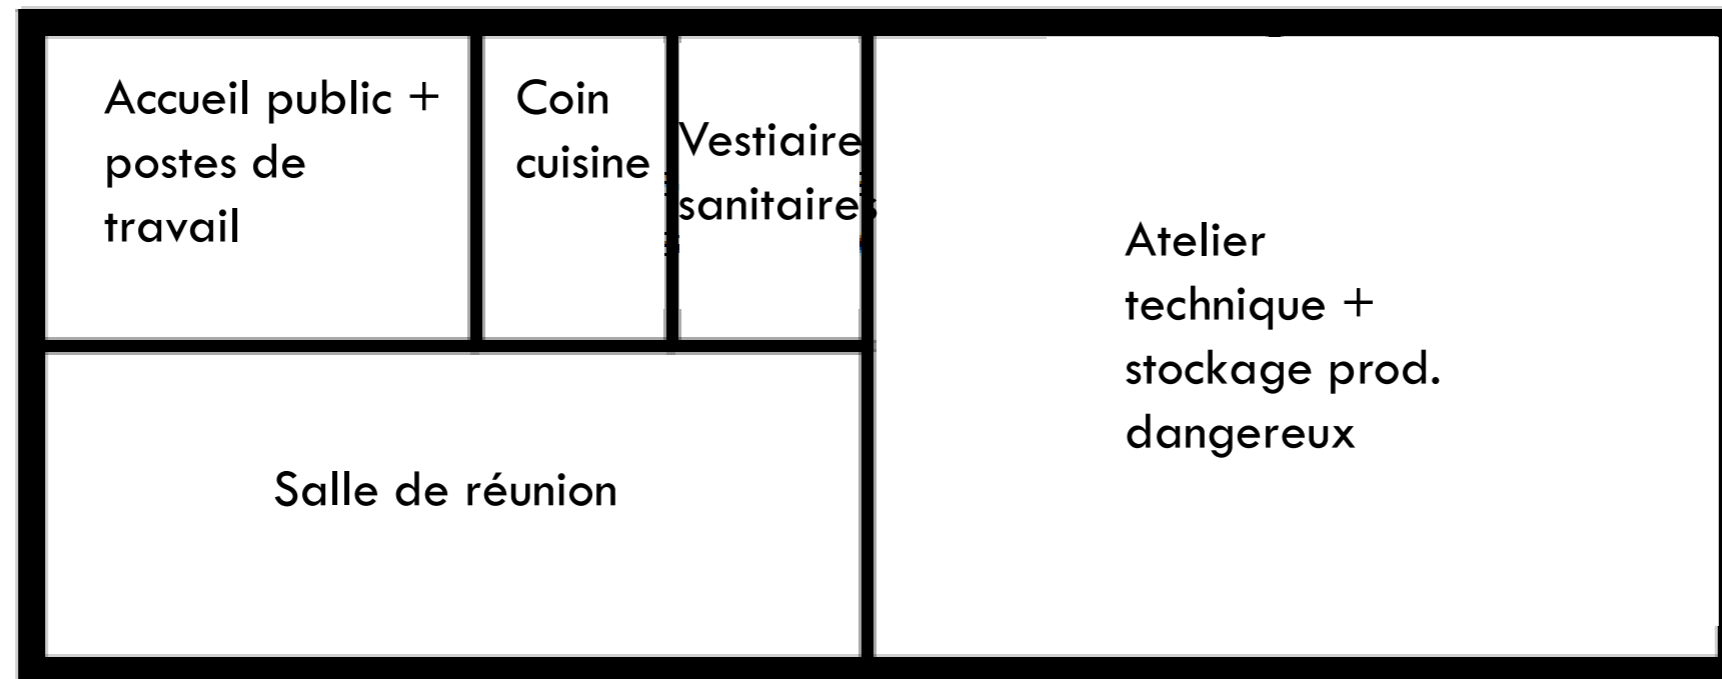 Accueil public +
postes de
travail
Coin
cuisine
Vestiaire
sanitaires
Atelier
technique +
stockage prod.
dangereux
Salle de réunion